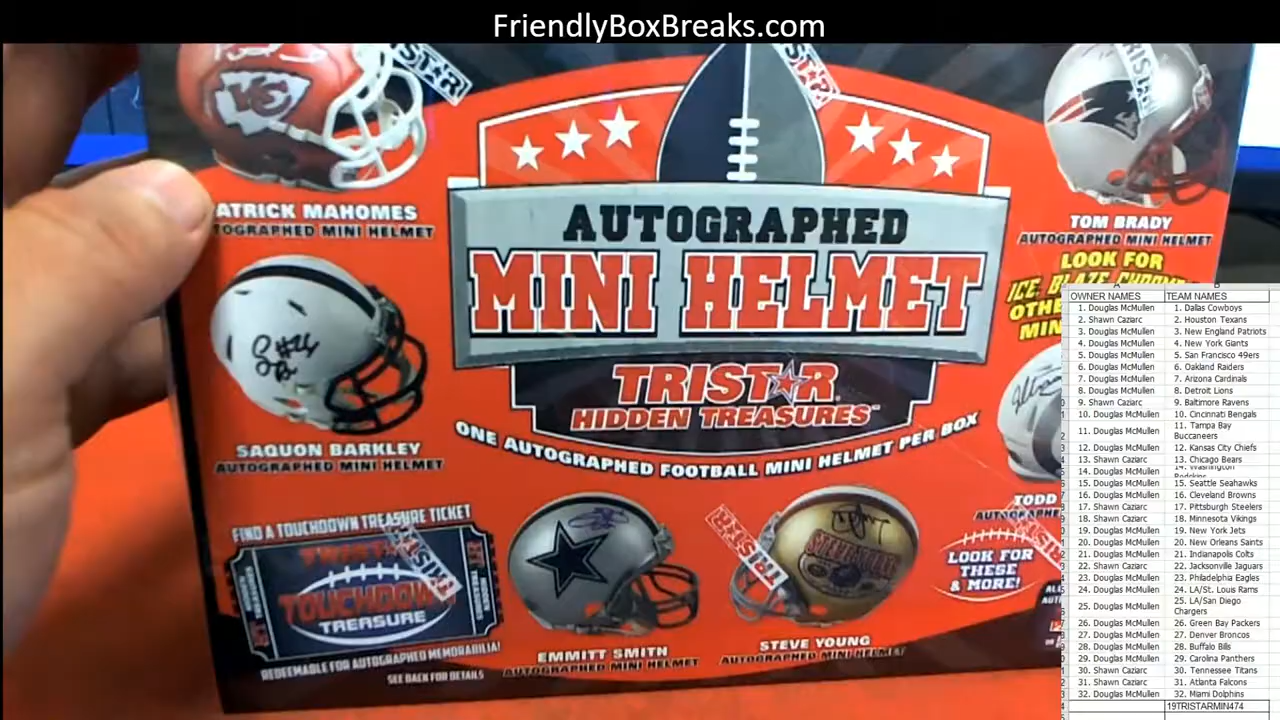 FriendlyBoxBreaks.com
ATRICK MAHOMES
TOGRAPHED MINI HELMET
TOM BRADY
AUTOGRAPHED MINI HELMET
AUTOGRAPHED
MINI HELMET
TRISTAR
HIDDEN TREASURES
ONE AUTOGRAPHED FOOTBALL MINI HELMET PER BOX
LOOK FOR
ICE, BLAZE, CHROME
SAQUON BARKLEY
AUTOGRAPHED MINI HELMET
FIND A TOUCHDOWN TREASURE TICKET
TRISTAR
TOUCHDOWN
TREASURE
REDEEMABLE FOR AUTOGRAPHED MEMORABILIA!
SEE BACK FOR DETAILS
EMMITT SMITH
AUTOGRAPHED MINI HELMET
TRISTAR
STEVE YOUNG
AUTOGRAPHED MINI HELMET
TODD
AUTOGRAPHE
LOOK FOR
THESE
& MORE!
OWNER NAMES TEAM NAMES
1. Douglas McMullen 1. Dallas Cowboys
2. Shawn Caziarc 2. Houston Texans
3. Douglas McMullen 3. New England Patriots
4. Douglas McMullen 4. New York Giants
5. Douglas McMullen 5. San Francisco 49ers
6. Douglas McMullen 6. Oakland Raiders
7. Douglas McMullen 7. Arizona Cardinals
8. Douglas McMullen 8. Detroit Lions
9. Shawn Caziarc 9. Baltimore Ravens
10. Douglas McMullen 10. Cincinnati Bengals
11. Douglas McMullen 11. Tampa Bay
Buccaneers
12. Douglas McMullen 12. Kansas City Chiefs
13. Shawn Caziarc 13. Chicago Bears
14. Douglas McMullen 14. Washington
Redskins
15. Douglas McMullen 15. Seattle Seahawks
16. Douglas McMullen 16. Cleveland Browns
17. Shawn Caziarc 17. Pittsburgh Steelers
18. Shawn Caziarc 18. Minnesota Vikings
19. Douglas McMullen 19. New York Jets
20. Douglas McMullen 20. New Orleans Saints
21. Douglas McMullen 21. Indianapolis Colts
22. Shawn Caziarc 22. Jacksonville Jaguars
23. Douglas McMullen 23. Philadelphia Eagles
24. Douglas McMullen 24. LA/St. Louis Rams
25. Douglas McMullen 25. LA/San Diego
Chargers
26. Douglas McMullen 26. Green Bay Packers
27. Douglas McMullen 27. Denver Broncos
28. Douglas McMullen 28. Buffalo Bills
29. Douglas McMullen 29. Carolina Panthers
30. Shawn Caziarc 30. Tennessee Titans
31. Shawn Caziarc 31. Atlanta Falcons
32. Douglas McMullen 32. Miami Dolphins
19TRISTARMIN474